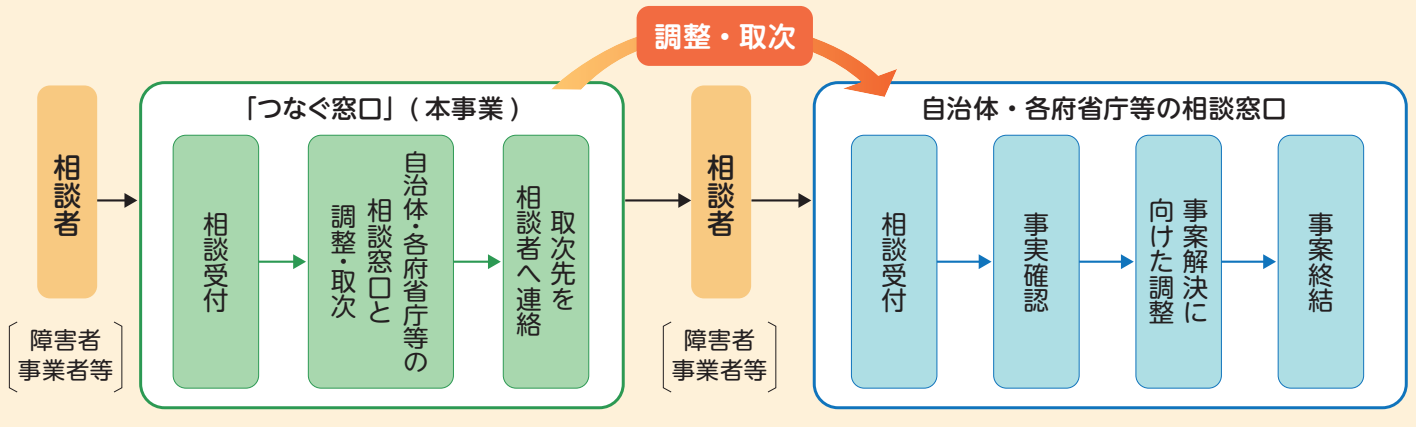 調整・取次
相談者
障害者
事業者等
「つなぐ窓口」(本事業)
相談受付
自治体・各府省庁等の
相談窓口と
調整・取次
取次先を
相談者へ連絡
相談者
障害者
事業者等
自治体・各府省庁等の相談窓口
相談受付
事実確認
事案解決に
向けた調整
事案終結